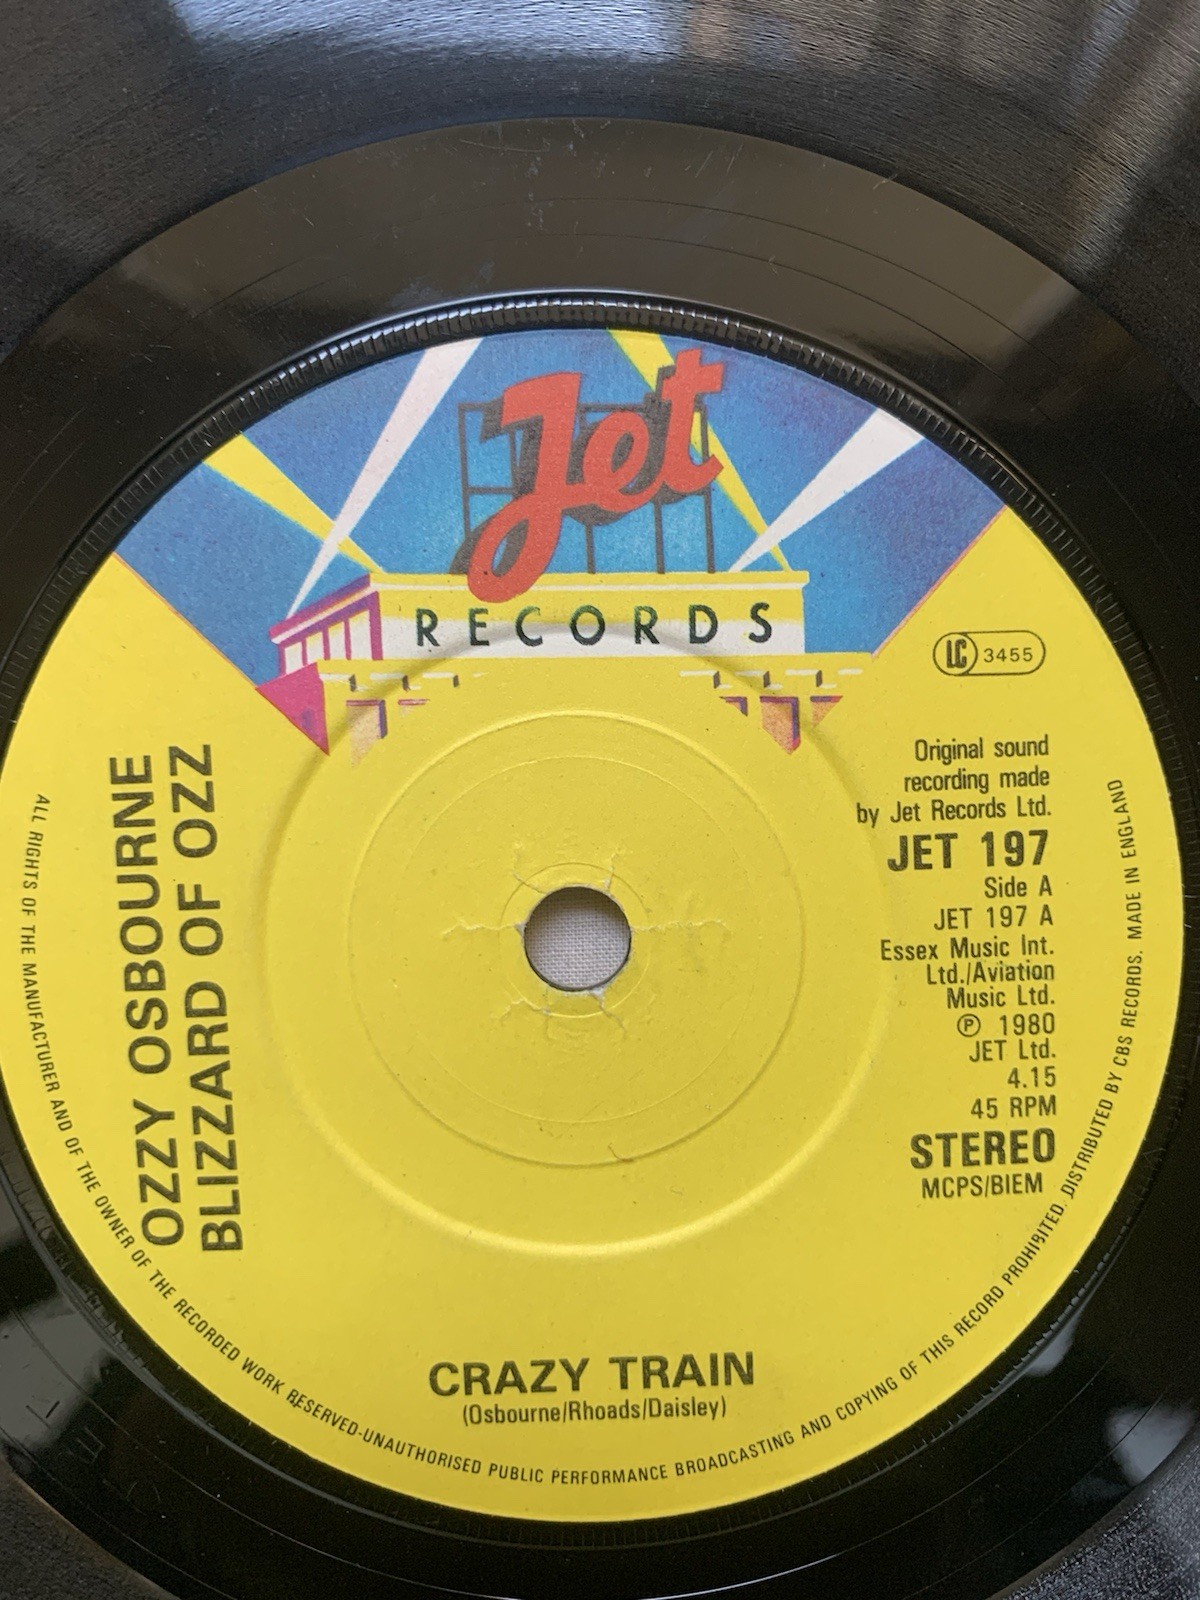 Jet
RECORDS
LC 3455
Original sound
recording made
by Jet Records Ltd.
JET 197
Side A
JET 197 A
Essex Music Int.
Ltd./Aviation
Music Ltd.
℗ 1980
JET Ltd.
4.15
45 RPM
STEREO
MCPS/BIEM
OZZY OSBOURNE
BLIZZARD OF OZZ
CRAZY TRAIN
(Osbourne/Rhoads/Daisley)
ALL RIGHTS OF THE MANUFACTURER AND OF THE OWNER OF THE RECORDED WORK RESERVED-UNAUTHORISED PUBLIC PERFORMANCE BROADCASTING AND COPYING OF THIS RECORD PROHIBITED. DISTRIBUTED BY CBS RECORDS. MADE IN ENGLAND